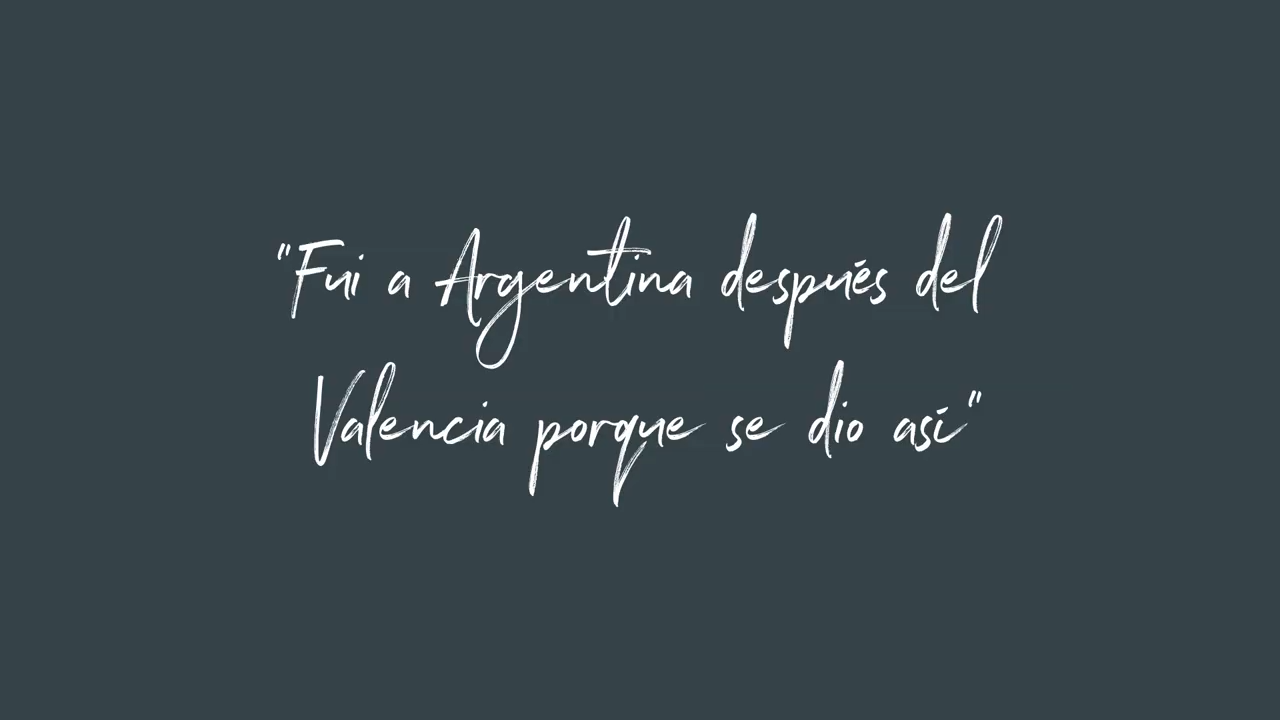 "Fui a Argentina después del
Valencia porque se dio así"